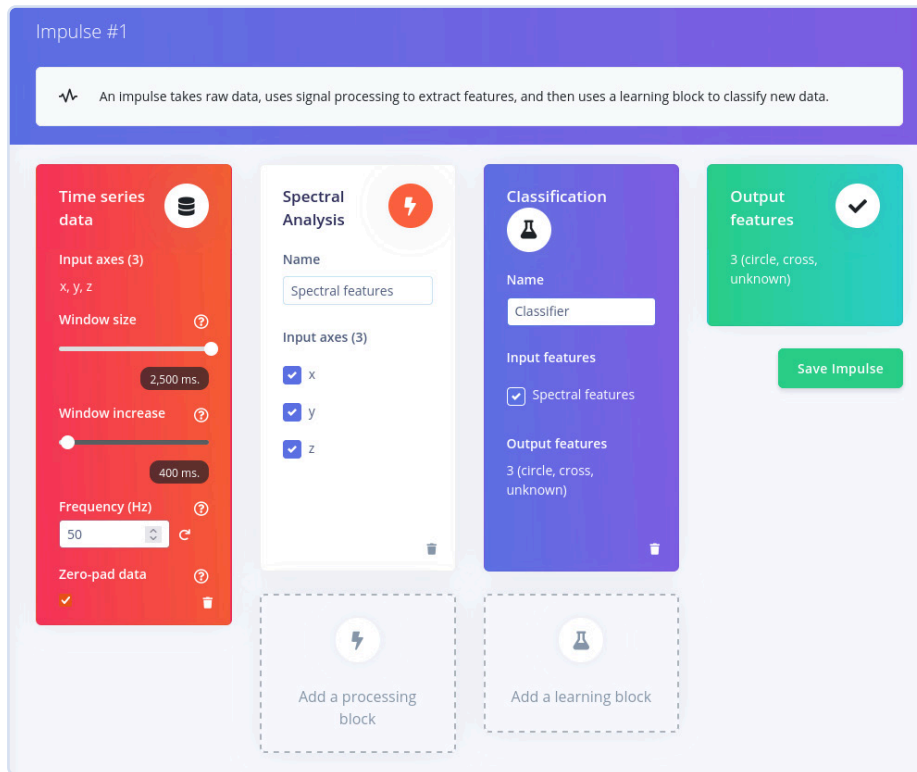 Impulse #1
An impulse takes raw data, uses signal processing to extract features, and then uses a learning block to classify new data.
Time series
data
Input axes (3)
x, y, z
Window size
2,500 ms.
Window increase
400 ms.
Frequency (Hz)
50
Zero-pad data
Spectral
Analysis
Name
Spectral features
Input axes (3)
x
y
z
Classification
Name
Classifier
Input features
Spectral features
Output features
3 (circle, cross,
unknown)
Output
features
3 (circle, cross,
unknown)
Save Impulse
Add a processing
block
Add a learning block